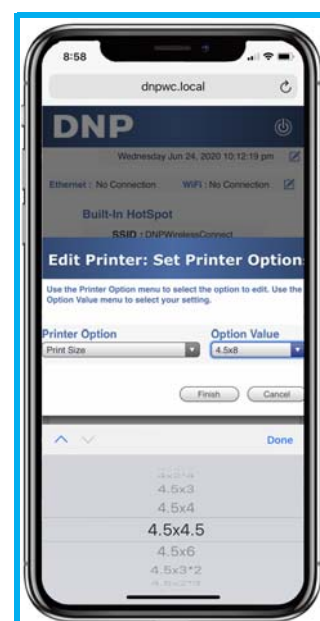 8:58
dnpwc.local
DNP
Wednesday Jun 24, 2020 10:12:19 pm
Ethernet : No Connection WiFi : No Connection
Built-In HotSpot
SSID : DNPWirelessConnect
Edit Printer: Set Printer Option
Use the Printer Option menu to select the option to edit. Use the
Option Value menu to select your setting.
Printer Option Option Value
Print Size 4.5x8
Finish Cancel
Done
4.5x3
4.5x4
4.5x4.5
4.5x6
4.5x3*2